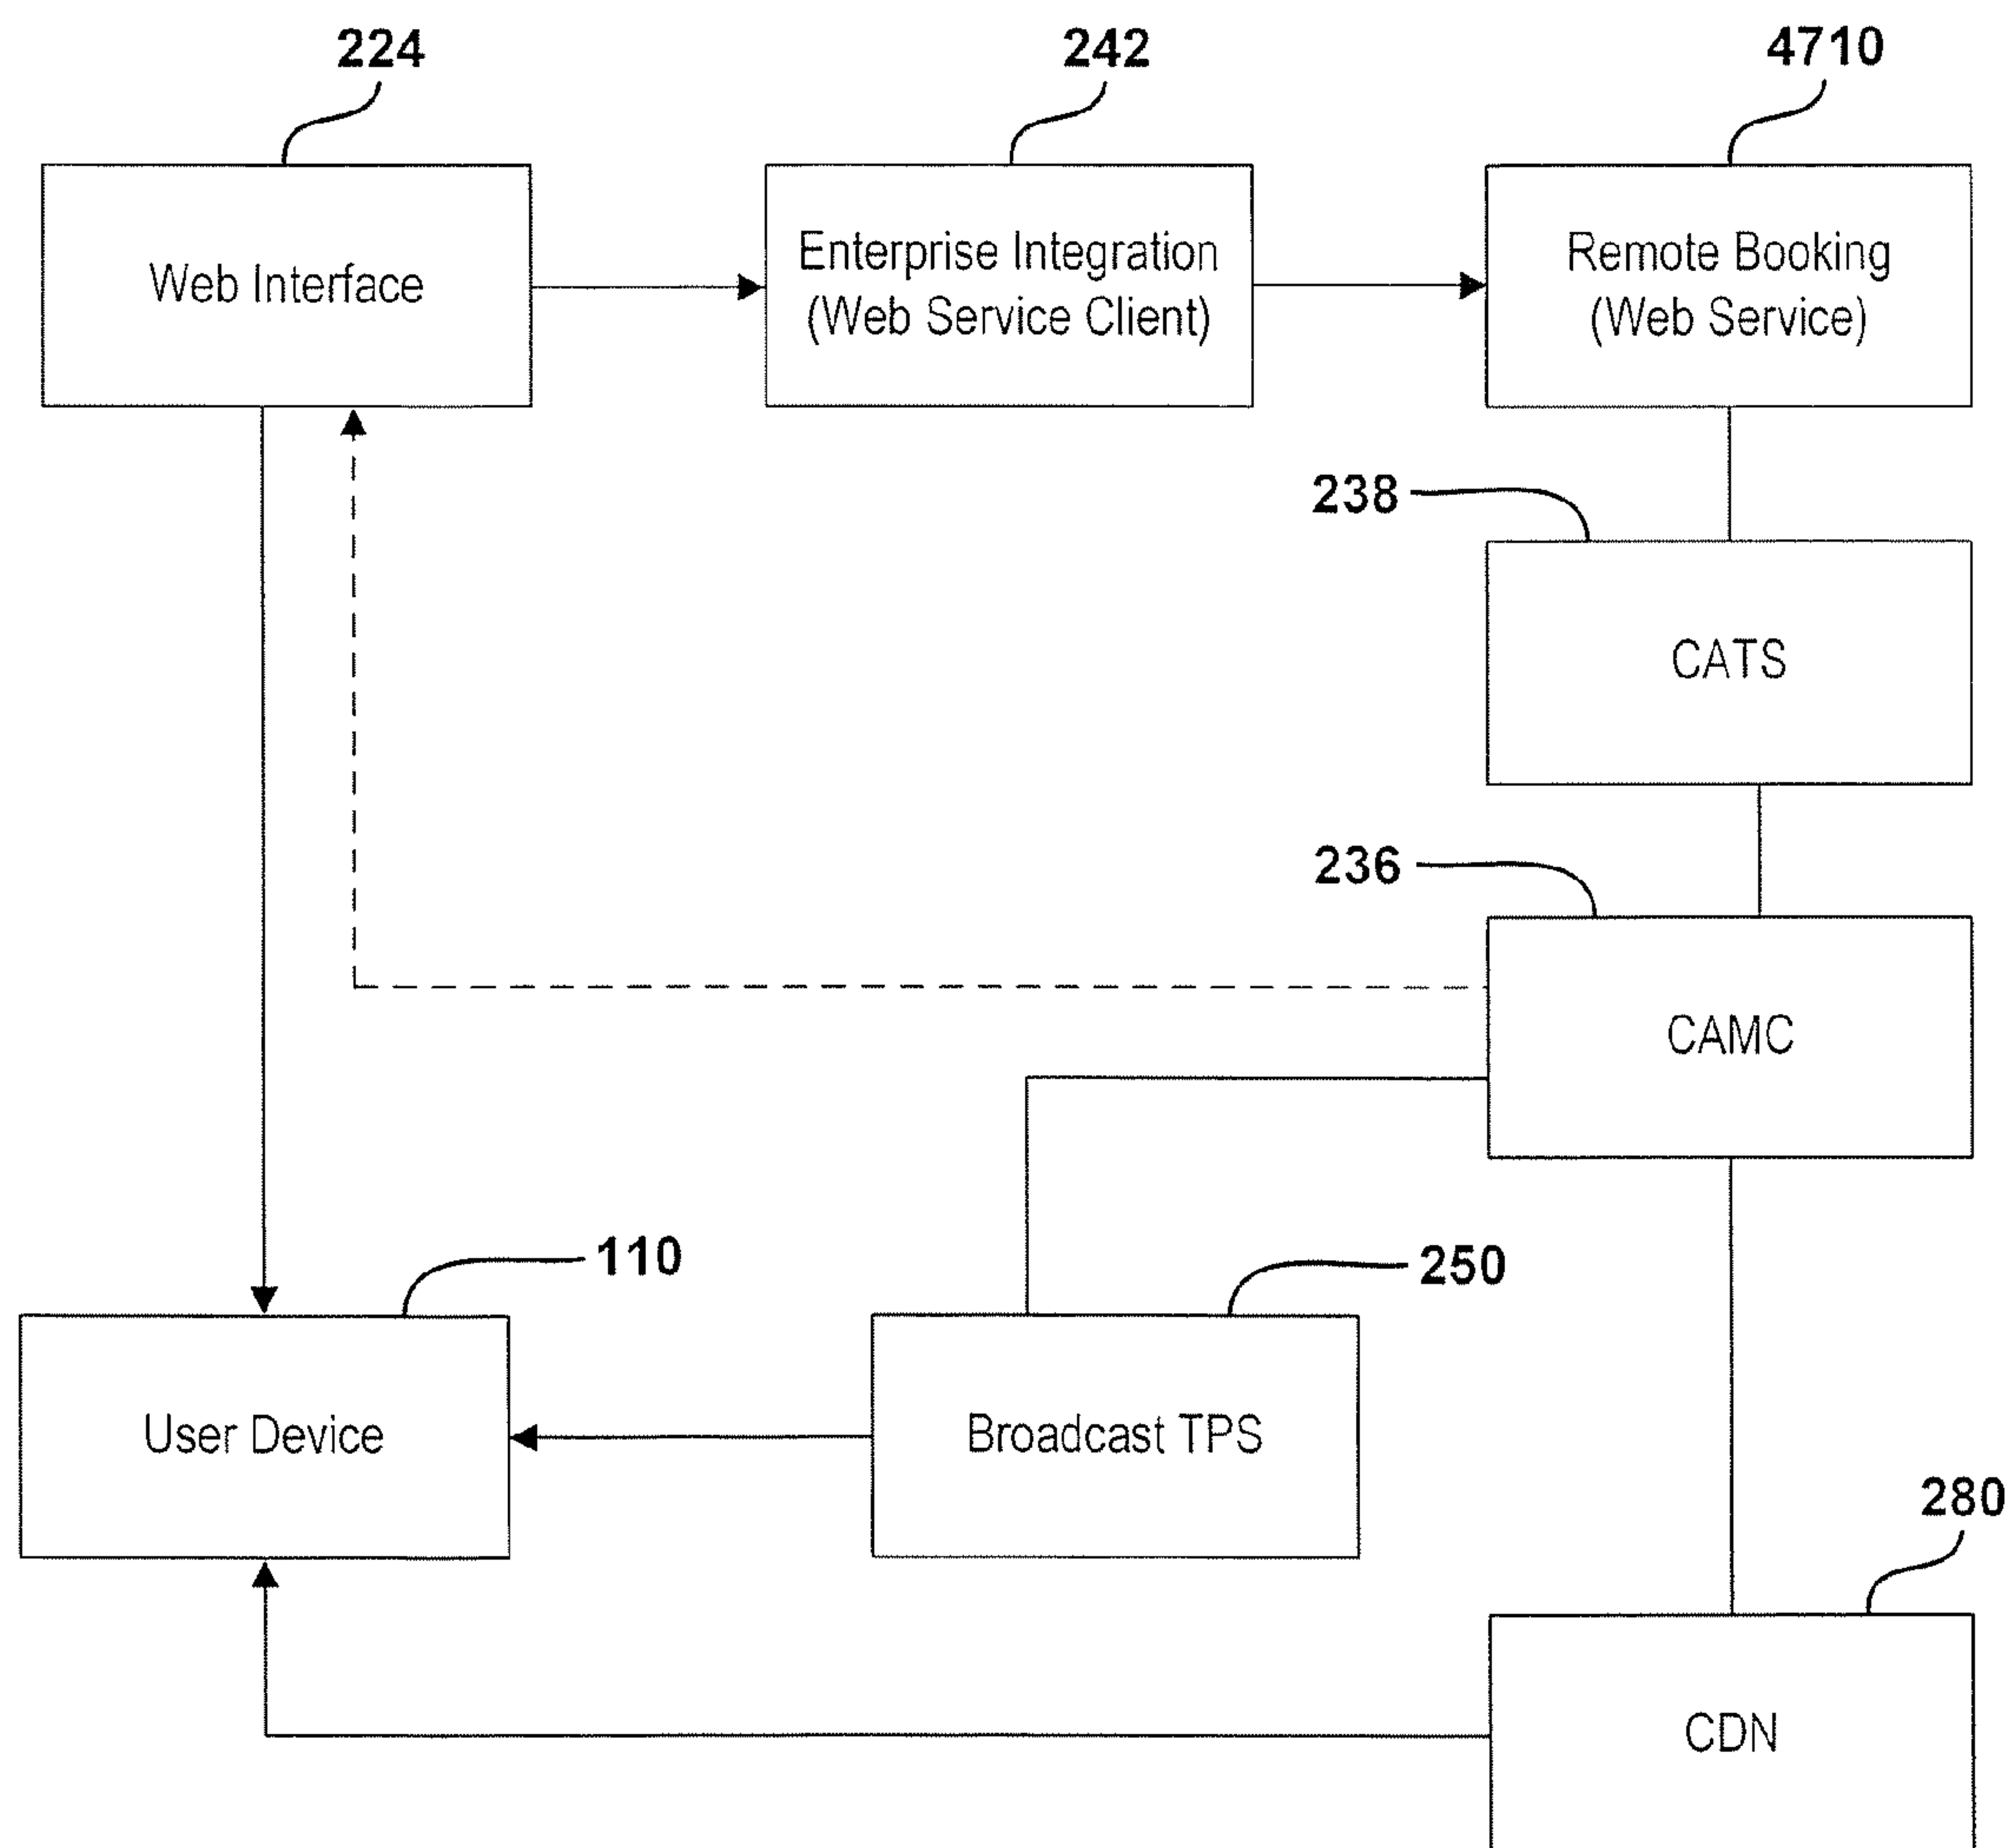 224
242
4710
Web Interface
Enterprise Integration
(Web Service Client)
Remote Booking
(Web Service)
238
CATS
236
CAMC
110
250
User Device
Broadcast TPS
280
CDN